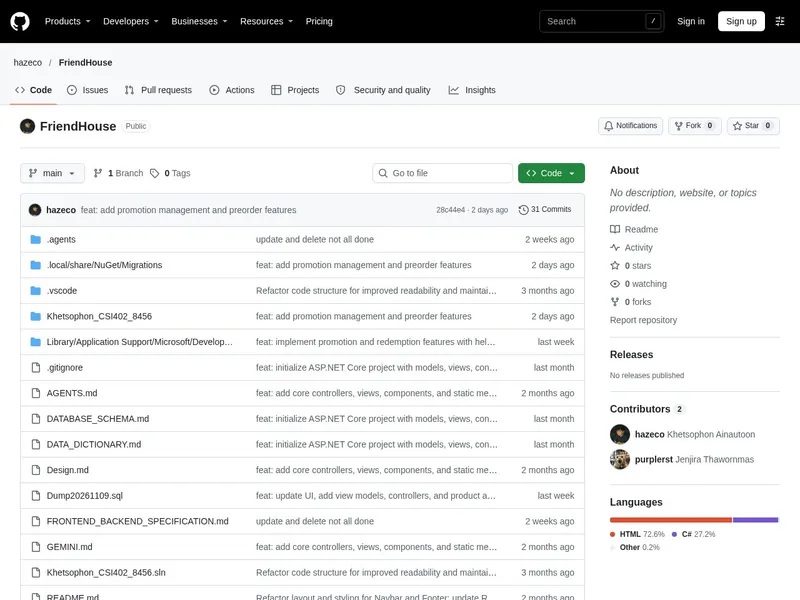 Products Developers Businesses Resources Pricing Search / Sign in Sign up
hazeco / FriendHouse
Code Issues Pull requests Actions Projects Security and quality Insights
FriendHouse Public Notifications Fork 0 Star 0
main 1 Branch 0 Tags Go to file Code
hazeco feat: add promotion management and preorder features 28c44e4 · 2 days ago 31 Commits
.agents update and delete not all done 2 weeks ago
.local/share/NuGet/Migrations feat: add promotion management and preorder features 2 days ago
.vscode Refactor code structure for improved readability and maintai… 3 months ago
Khetsophon_CSI402_8456 feat: add promotion management and preorder features 2 days ago
Library/Application Support/Microsoft/Develop… feat: implement promotion and redemption features with hel… last week
.gitignore feat: initialize ASP.NET Core project with models, views, con… last month
AGENTS.md feat: add core controllers, views, components, and static me… 2 months ago
DATABASE_SCHEMA.md feat: initialize ASP.NET Core project with models, views, con… last month
DATA_DICTIONARY.md feat: initialize ASP.NET Core project with models, views, con… last month
Design.md feat: add core controllers, views, components, and static me… 2 months ago
Dump20261109.sql feat: update UI, add view models, controllers, and product a… last week
FRONTEND_BACKEND_SPECIFICATION.md update and delete not all done 2 weeks ago
GEMINI.md feat: add core controllers, views, components, and static me… 2 months ago
Khetsophon_CSI402_8456.sln Refactor code structure for improved readability and maintai… 3 months ago
README.md Refactor layout and styling for Navbar and Footer; update R… 2 months ago
About
No description, website, or topics
provided.
Readme
Activity
0 stars
0 watching
0 forks
Report repository
Releases
No releases published
Contributors 2
hazeco Khetsophon Ainautoon
purplerst Jenjira Thawornmas
Languages
HTML 72.6% C# 27.2%
Other 0.2%